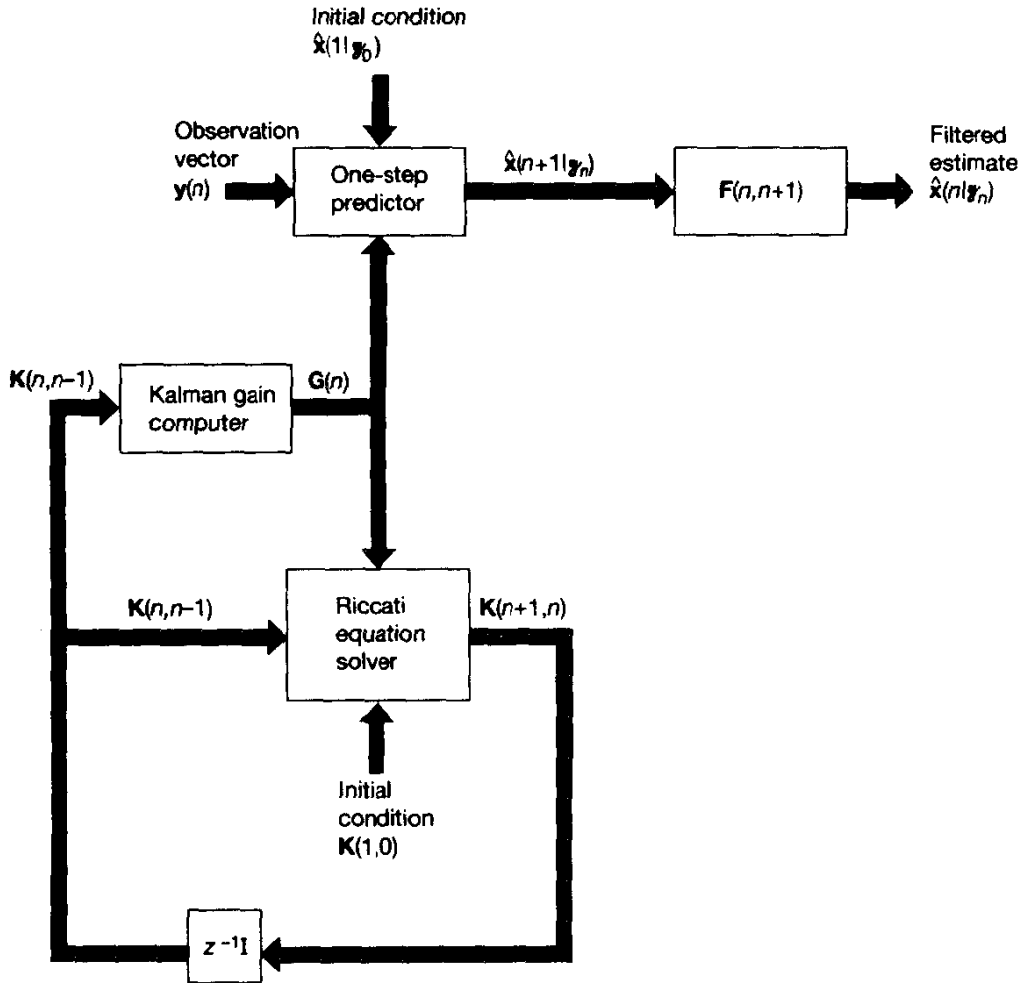 Initial condition
x̂(1|𝒴₀)
Observation
vector
y(n)
One-step
predictor
x̂(n+1|𝒴ₙ)
F(n,n+1)
Filtered
estimate
x̂(n|𝒴ₙ)
K(n,n−1)
Kalman gain
computer
G(n)
K(n,n−1)
Riccati
equation
solver
K(n+1,n)
Initial
condition
K(1,0)
z⁻¹I